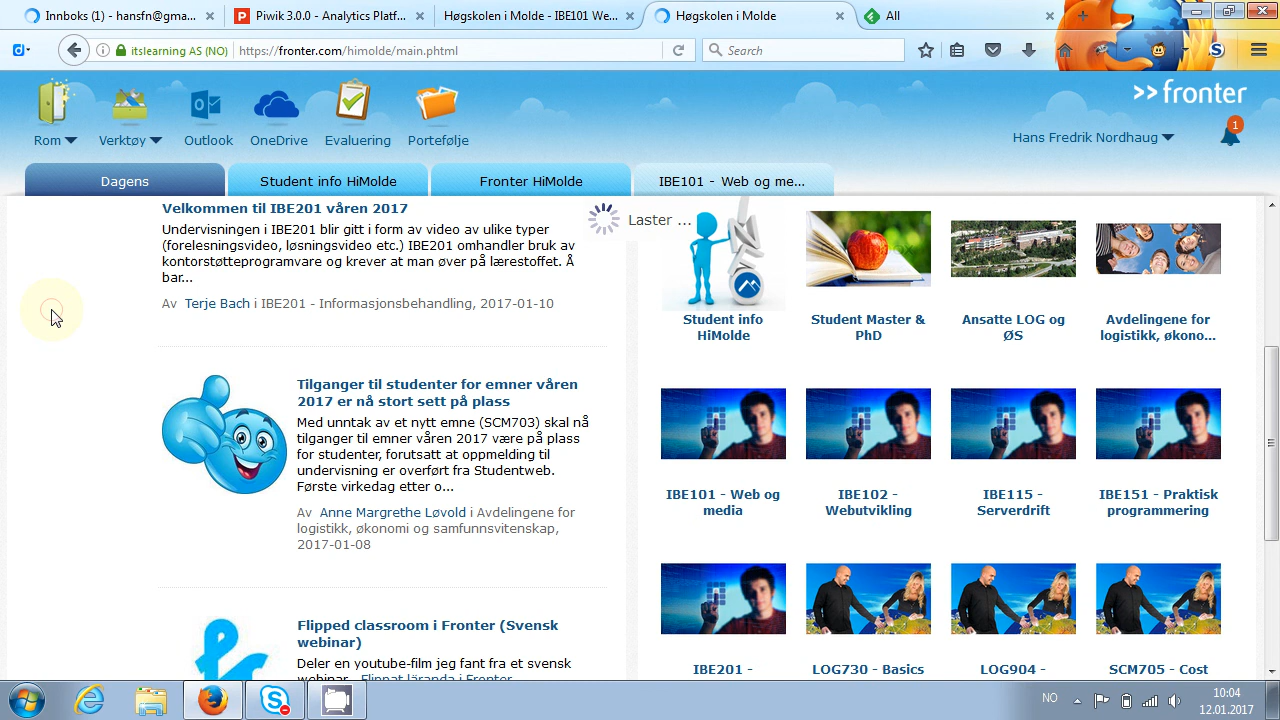 Innboks (1) - hansfn@gma...
Piwik 3.0.0 - Analytics Platf...
Høgskolen i Molde - IBE101 We...
Høgskolen i Molde
All
itslearning AS (NO)
https://fronter.com/himolde/main.phtml
Search
>> fronter
Rom
Verktøy
Outlook
OneDrive
Evaluering
Portefølje
Hans Fredrik Nordhaug
1
Dagens
Student info HiMolde
Fronter HiMolde
IBE101 - Web og me...
Laster ...
Velkommen til IBE201 våren 2017
Undervisningen i IBE201 blir gitt i form av video av ulike typer
(forelesningsvideo, løsningsvideo etc.) IBE201 omhandler bruk av
kontorstøtteprogramvare og krever at man øver på lærestoffet. Å
bar...
Av Terje Bach i IBE201 - Informasjonsbehandling, 2017-01-10
Tilganger til studenter for emner våren
2017 er nå stort sett på plass
Med unntak av et nytt emne (SCM703) skal nå
tilganger til emner våren 2017 være på plass
for studenter, forutsatt at oppmelding til
undervisning er overført fra Studentweb.
Første virkedag etter o...
Av Anne Margrethe Løvold i Avdelingene for
logistikk, økonomi og samfunnsvitenskap,
2017-01-08
Flipped classroom i Fronter (Svensk
webinar)
Deler en youtube-film jeg fant fra et svensk
webinar - Flippat läranda i Fronter
Student info
HiMolde
Student Master &
PhD
Ansatte LOG og
ØS
Avdelingene for
logistikk, økono...
IBE101 - Web og
media
IBE102 -
Webutvikling
IBE115 -
Serverdrift
IBE151 - Praktisk
programmering
IBE201 -
LOG730 - Basics
LOG904 -
SCM705 - Cost
NO
10:04
12.01.2017